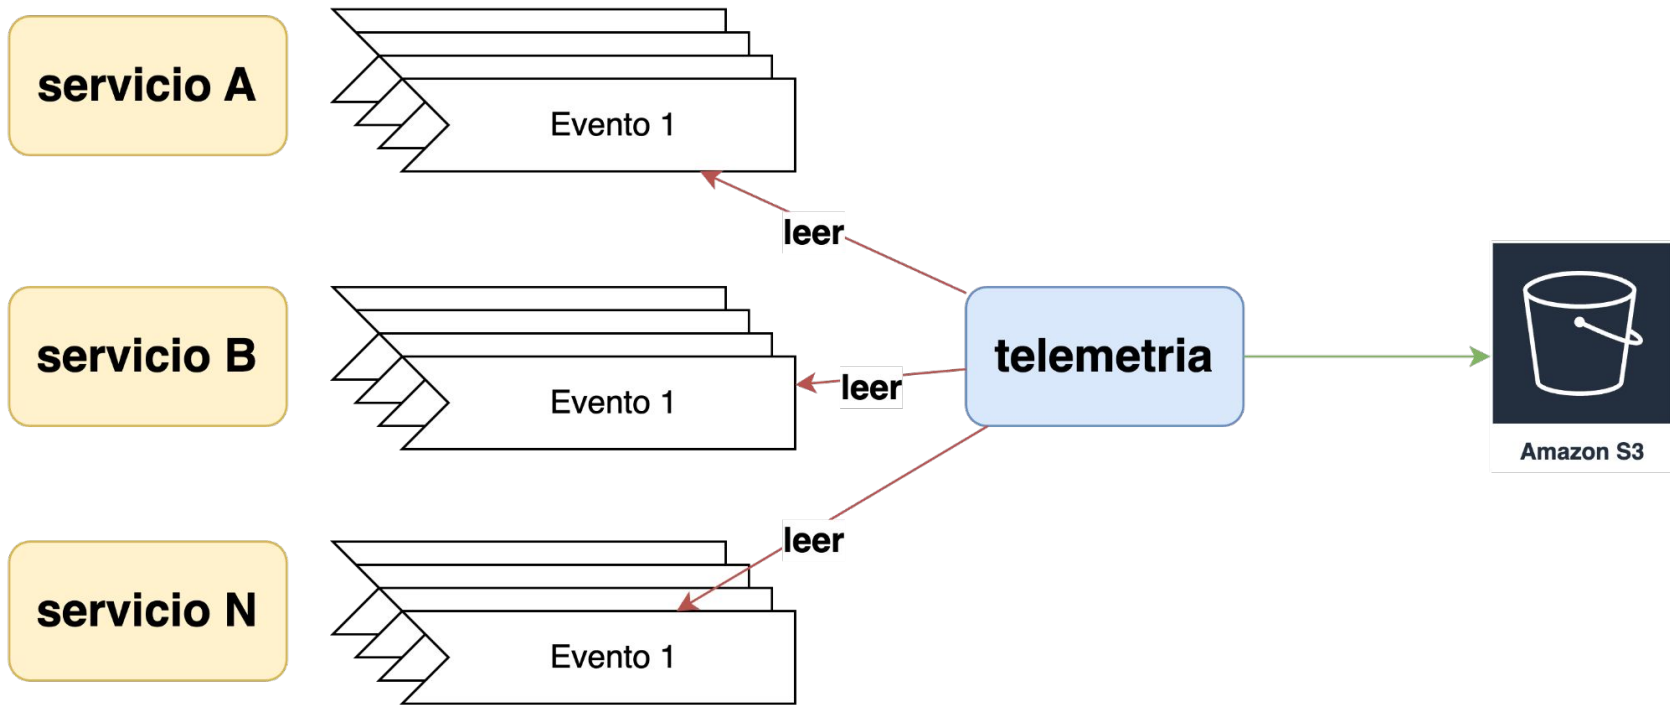 servicio A
Evento 1
leer
servicio B
Evento 1
leer
telemetria
Amazon S3
leer
servicio N
Evento 1